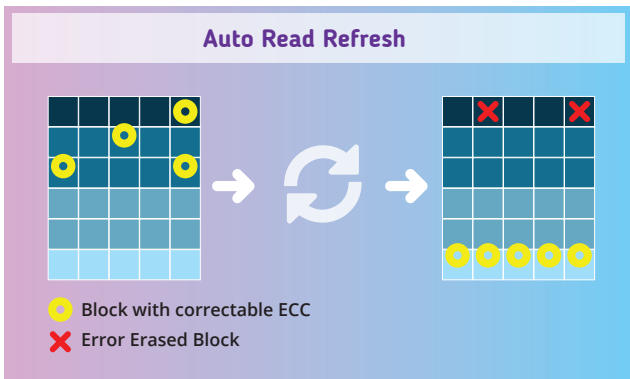 Auto Read Refresh
Block with correctable ECC
Error Erased Block